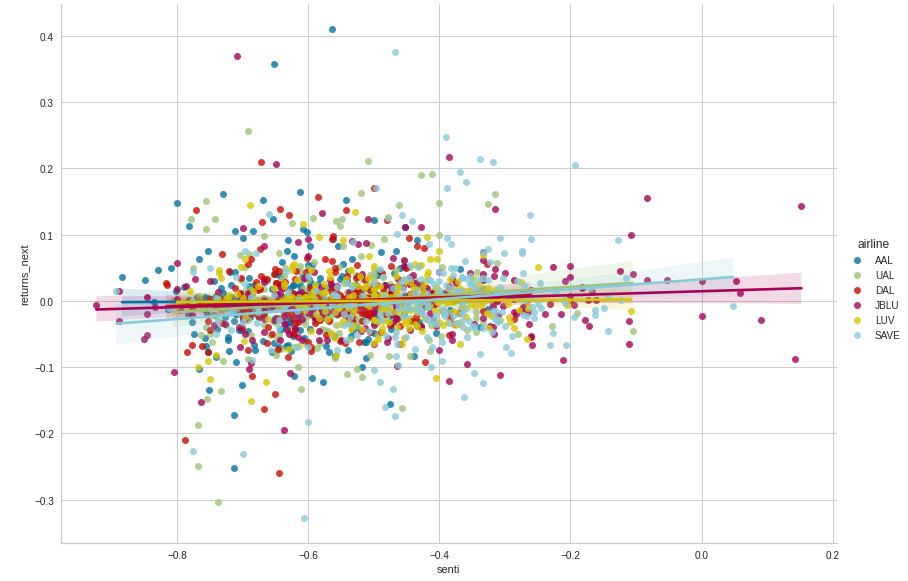 0.4
0.3
0.2
0.1
0.0
−0.1
−0.2
−0.3
returns_next
−0.8
−0.6
−0.4
−0.2
0.0
0.2
senti
airline
AAL
UAL
DAL
JBLU
LUV
SAVE